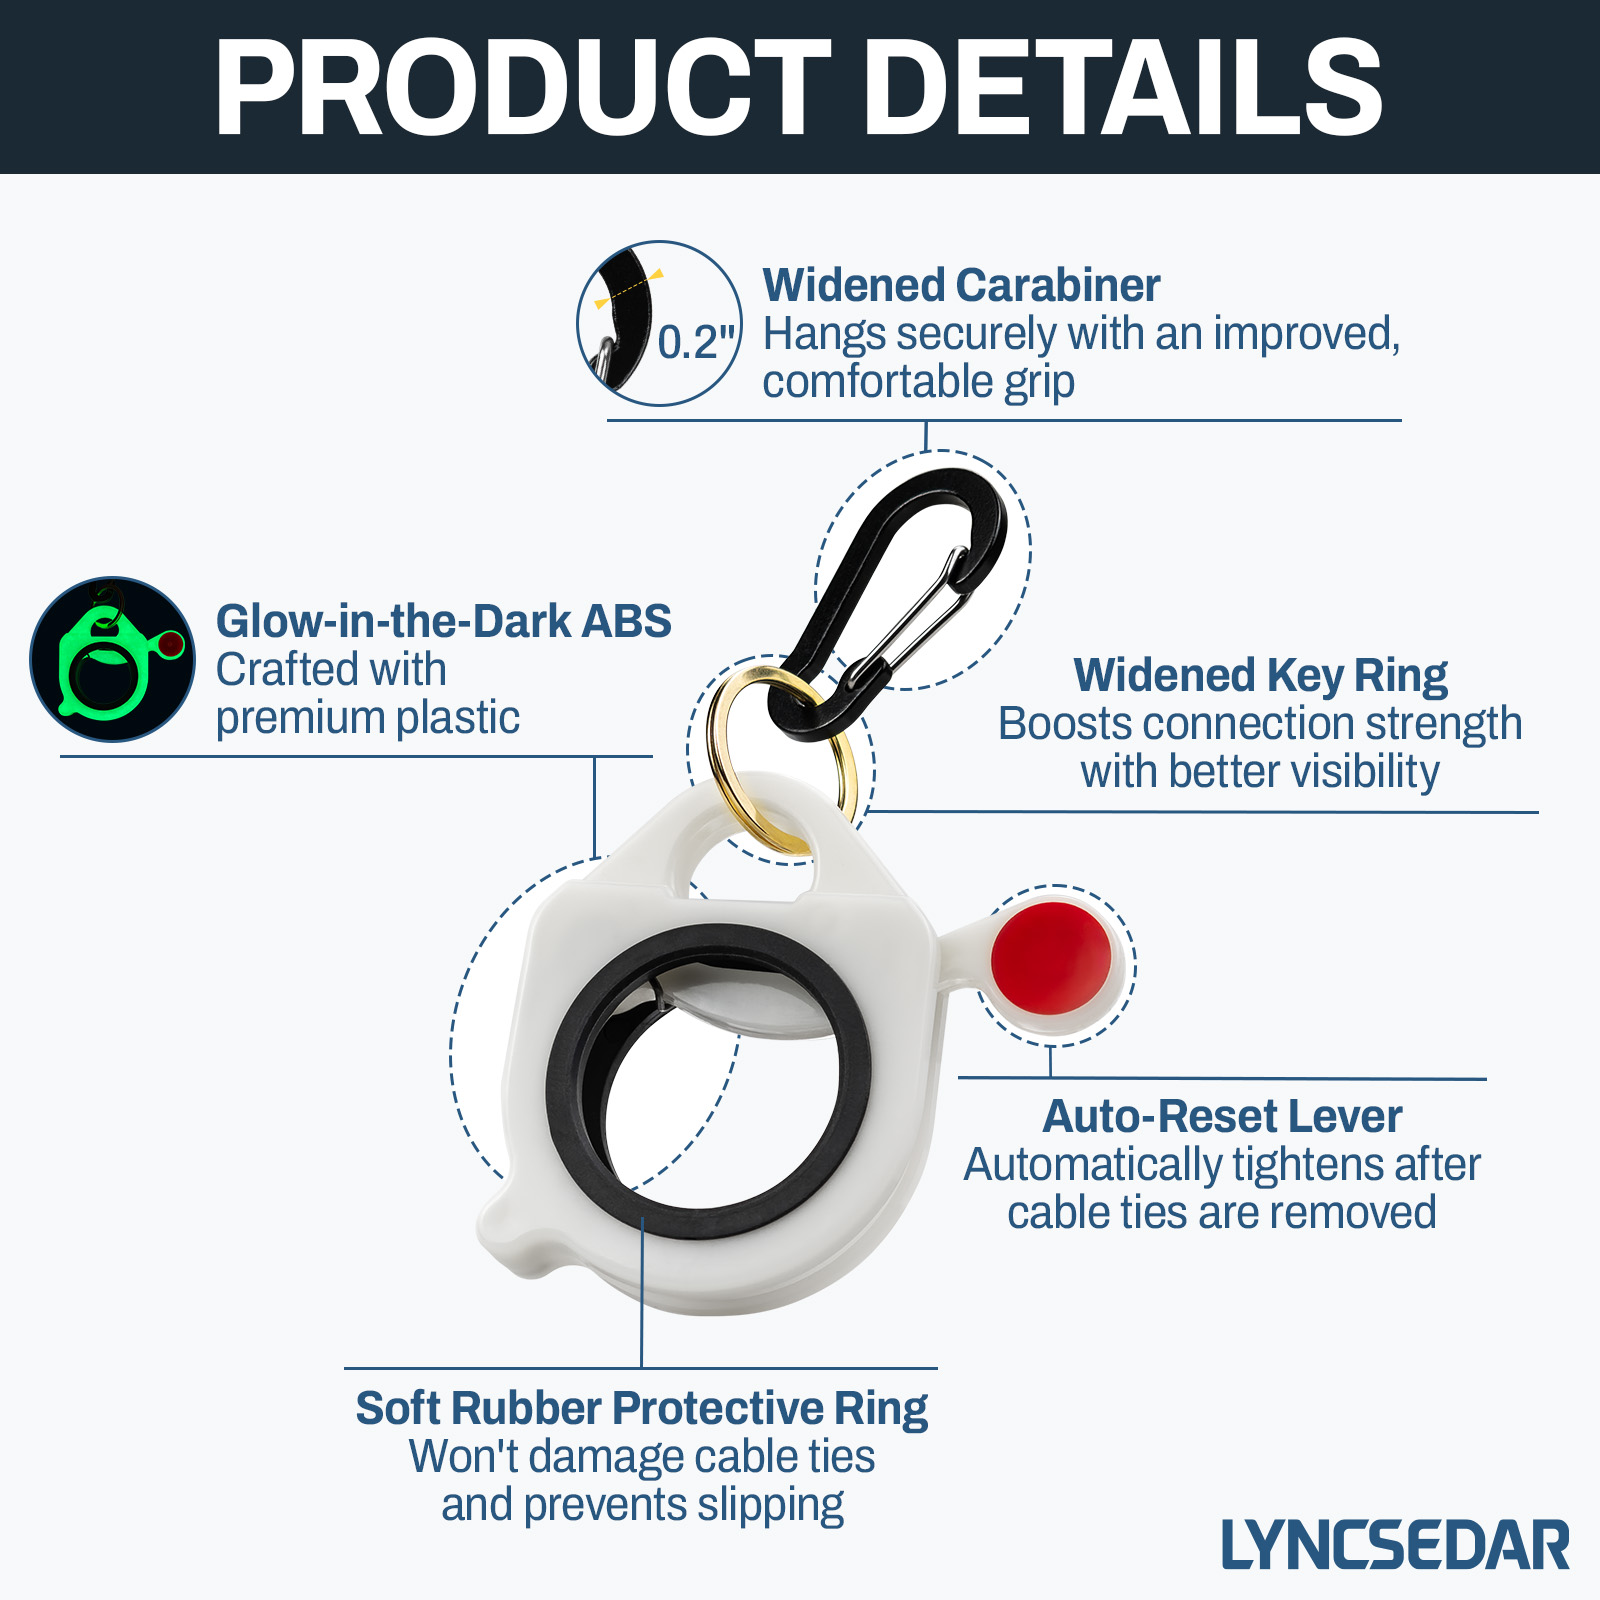 PRODUCT DETAILS
0.2"
Widened Carabiner
Hangs securely with an improved,
comfortable grip
Glow-in-the-Dark ABS
Crafted with
premium plastic
Widened Key Ring
Boosts connection strength
with better visibility
Auto-Reset Lever
Automatically tightens after
cable ties are removed
Soft Rubber Protective Ring
Won't damage cable ties
and prevents slipping
LYNCSEDAR